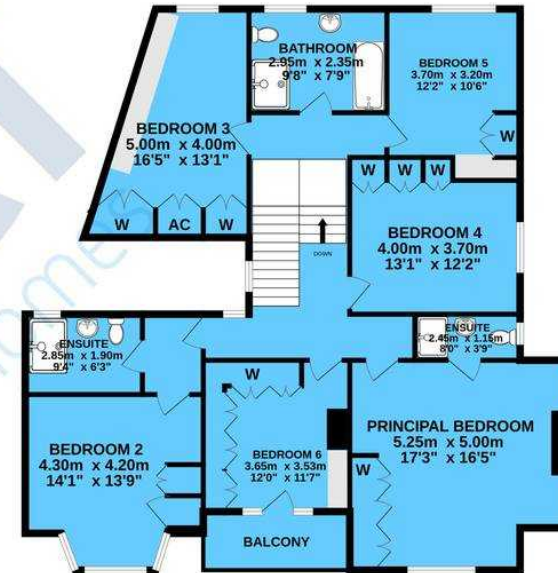 BATHROOM
2.95m x 2.35m
9'8" x 7'9"
BEDROOM 5
3.70m x 3.20m
12'2" x 10'6"
W
BEDROOM 3
5.00m x 4.00m
16'5" x 13'1"
W
AC
W
W
W
W
BEDROOM 4
4.00m x 3.70m
13'1" x 12'2"
DOWN
ENSUITE
2.85m x 1.90m
9'4" x 6'3"
ENSUITE
2.45m x 1.15m
8'0" x 3'9"
W
BEDROOM 2
4.30m x 4.20m
14'1" x 13'9"
BEDROOM 6
3.65m x 3.53m
12'0" x 11'7"
PRINCIPAL BEDROOM
5.25m x 5.00m
17'3" x 16'5"
W
BALCONY
homes